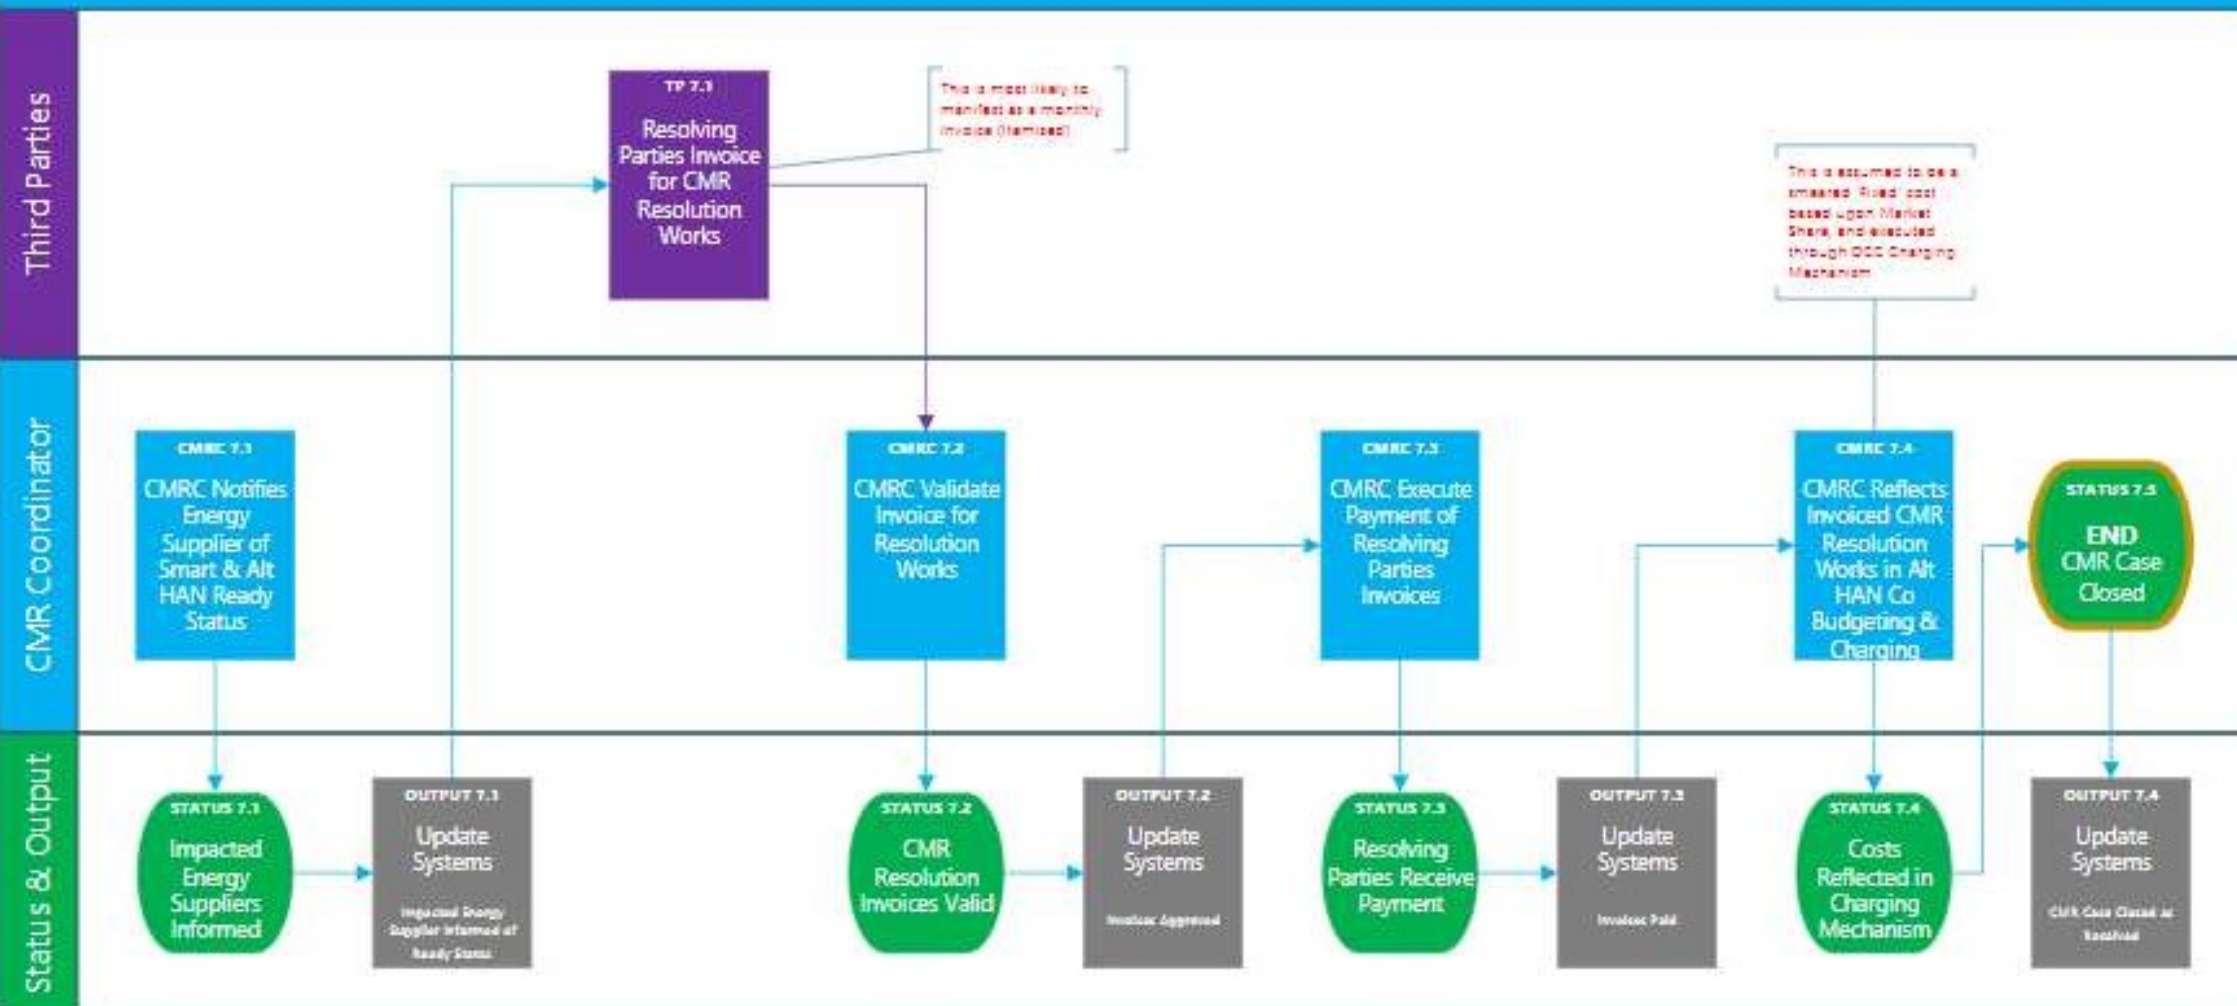 Third Parties
TP 7.1
Resolving
Parties Invoice
for CMR
Resolution
Works
This is most likely to
manifest as a monthly
invoice (itemised)
This is assumed to be a
smeared 'Fixed' cost
based upon Market
Share, and executed
through DCC Charging
Mechanism
CMR Coordinator
CMRC 7.1
CMRC Notifies
Energy
Supplier of
Smart & Alt
HAN Ready
Status
CMRC 7.2
CMRC Validate
Invoice for
Resolution
Works
CMRC 7.3
CMRC Execute
Payment of
Resolving
Parties
Invoices
CMRC 7.4
CMRC Reflects
Invoiced CMR
Resolution
Works in Alt
HAN Co
Budgeting &
Charging
STATUS 7.5
END
CMR Case
Closed
Status & Output
STATUS 7.1
Impacted
Energy
Suppliers
Informed
OUTPUT 7.1
Update
Systems
Impacted Energy
Supplier Informed of
Ready Status
STATUS 7.2
CMR
Resolution
Invoices Valid
OUTPUT 7.2
Update
Systems
Invoices Approved
STATUS 7.3
Resolving
Parties Receive
Payment
OUTPUT 7.3
Update
Systems
Invoices Paid
STATUS 7.4
Costs
Reflected in
Charging
Mechanism
OUTPUT 7.4
Update
Systems
CMR Case Closed as
Resolved